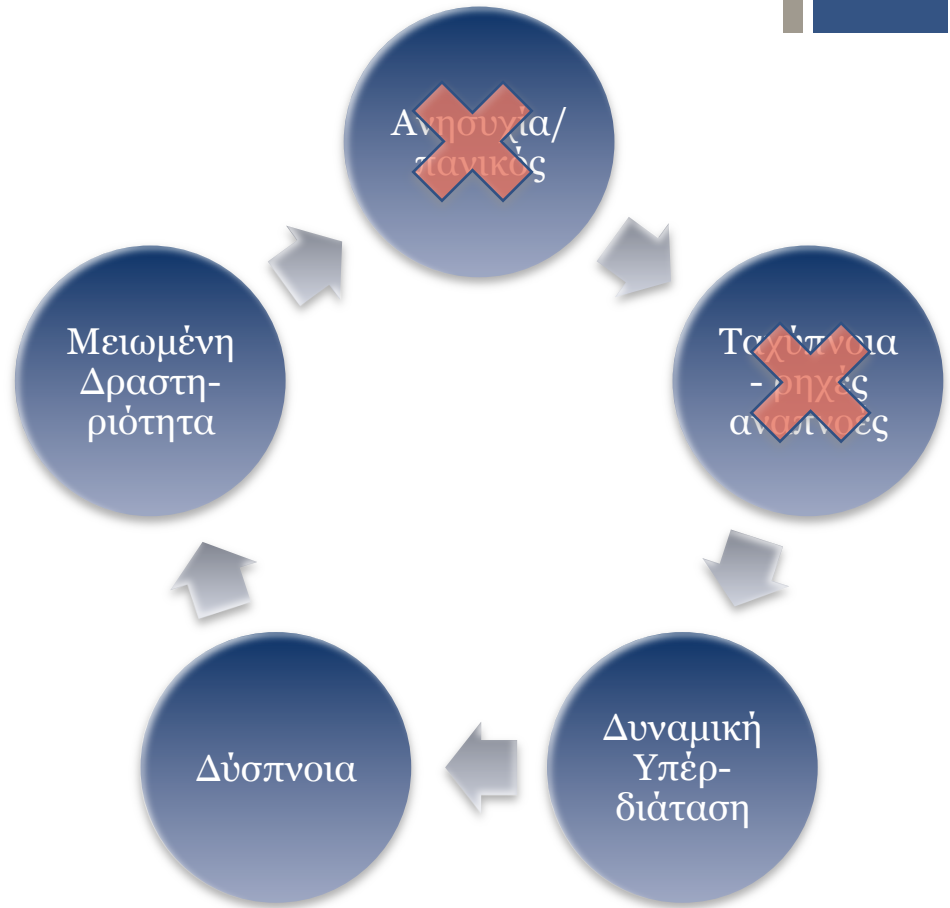 Ανησυχία/
πανικός
Ταχύπνοια
- ρηχές
αναπνοές
Δυναμική
Υπέρ-
διάταση
Δύσπνοια
Μειωμένη
Δραστη-
ριότητα